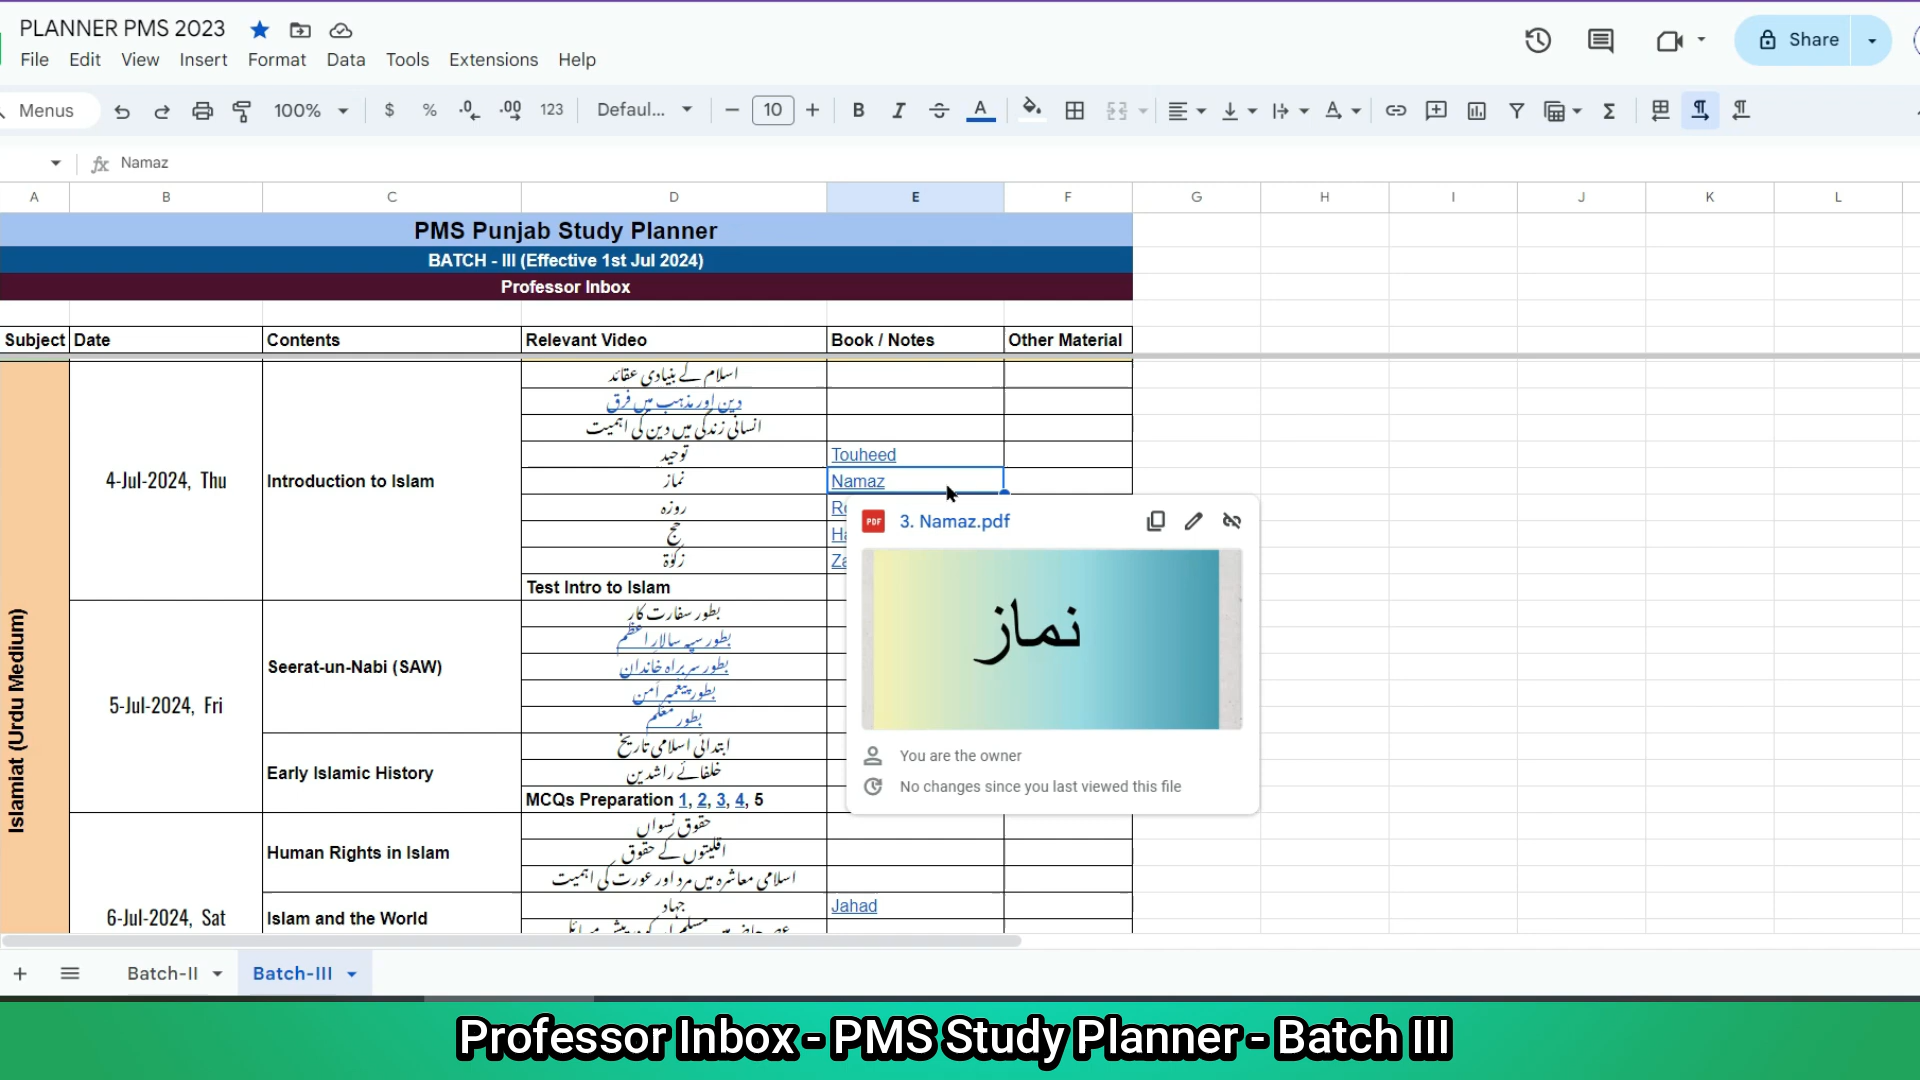 PLANNER PMS 2023
File Edit View Insert Format Data Tools Extensions Help
Share
Menus 100% $ % .0 .00 123 Defaul... 10 B I A
fx Namaz
A B C D E F G H I J K L
PMS Punjab Study Planner
BATCH - III (Effective 1st Jul 2024)
Professor Inbox
Subject Date Contents Relevant Video Book / Notes Other Material
اسلام کے بنیادی عقائد
دین اور مذہب میں فرق
انسانی زندگی میں دین کی اہمیت
توحید Touheed
4-Jul-2024, Thu Introduction to Islam نماز Namaz
روزہ
حج
زکوٰۃ
Test Intro to Islam
3. Namaz.pdf
نماز
You are the owner
No changes since you last viewed this file
Islamiat (Urdu Medium)
بطور سفارت کار
بطور سپہ سالار اعظم
5-Jul-2024, Fri Seerat-un-Nabi (SAW) بطور سربراہ خاندان
بطور پیغمبر امن
بطور معلم
ابتدائی اسلامی تاریخ
Early Islamic History خلفائے راشدین
MCQs Preparation 1, 2, 3, 4, 5
حقوق نسواں
Human Rights in Islam اقلیتوں کے حقوق
اسلامی معاشرہ میں مرد اور عورت کی اہمیت
6-Jul-2024, Sat Islam and the World جہاد Jahad
Batch-II Batch-III
Professor Inbox - PMS Study Planner - Batch III